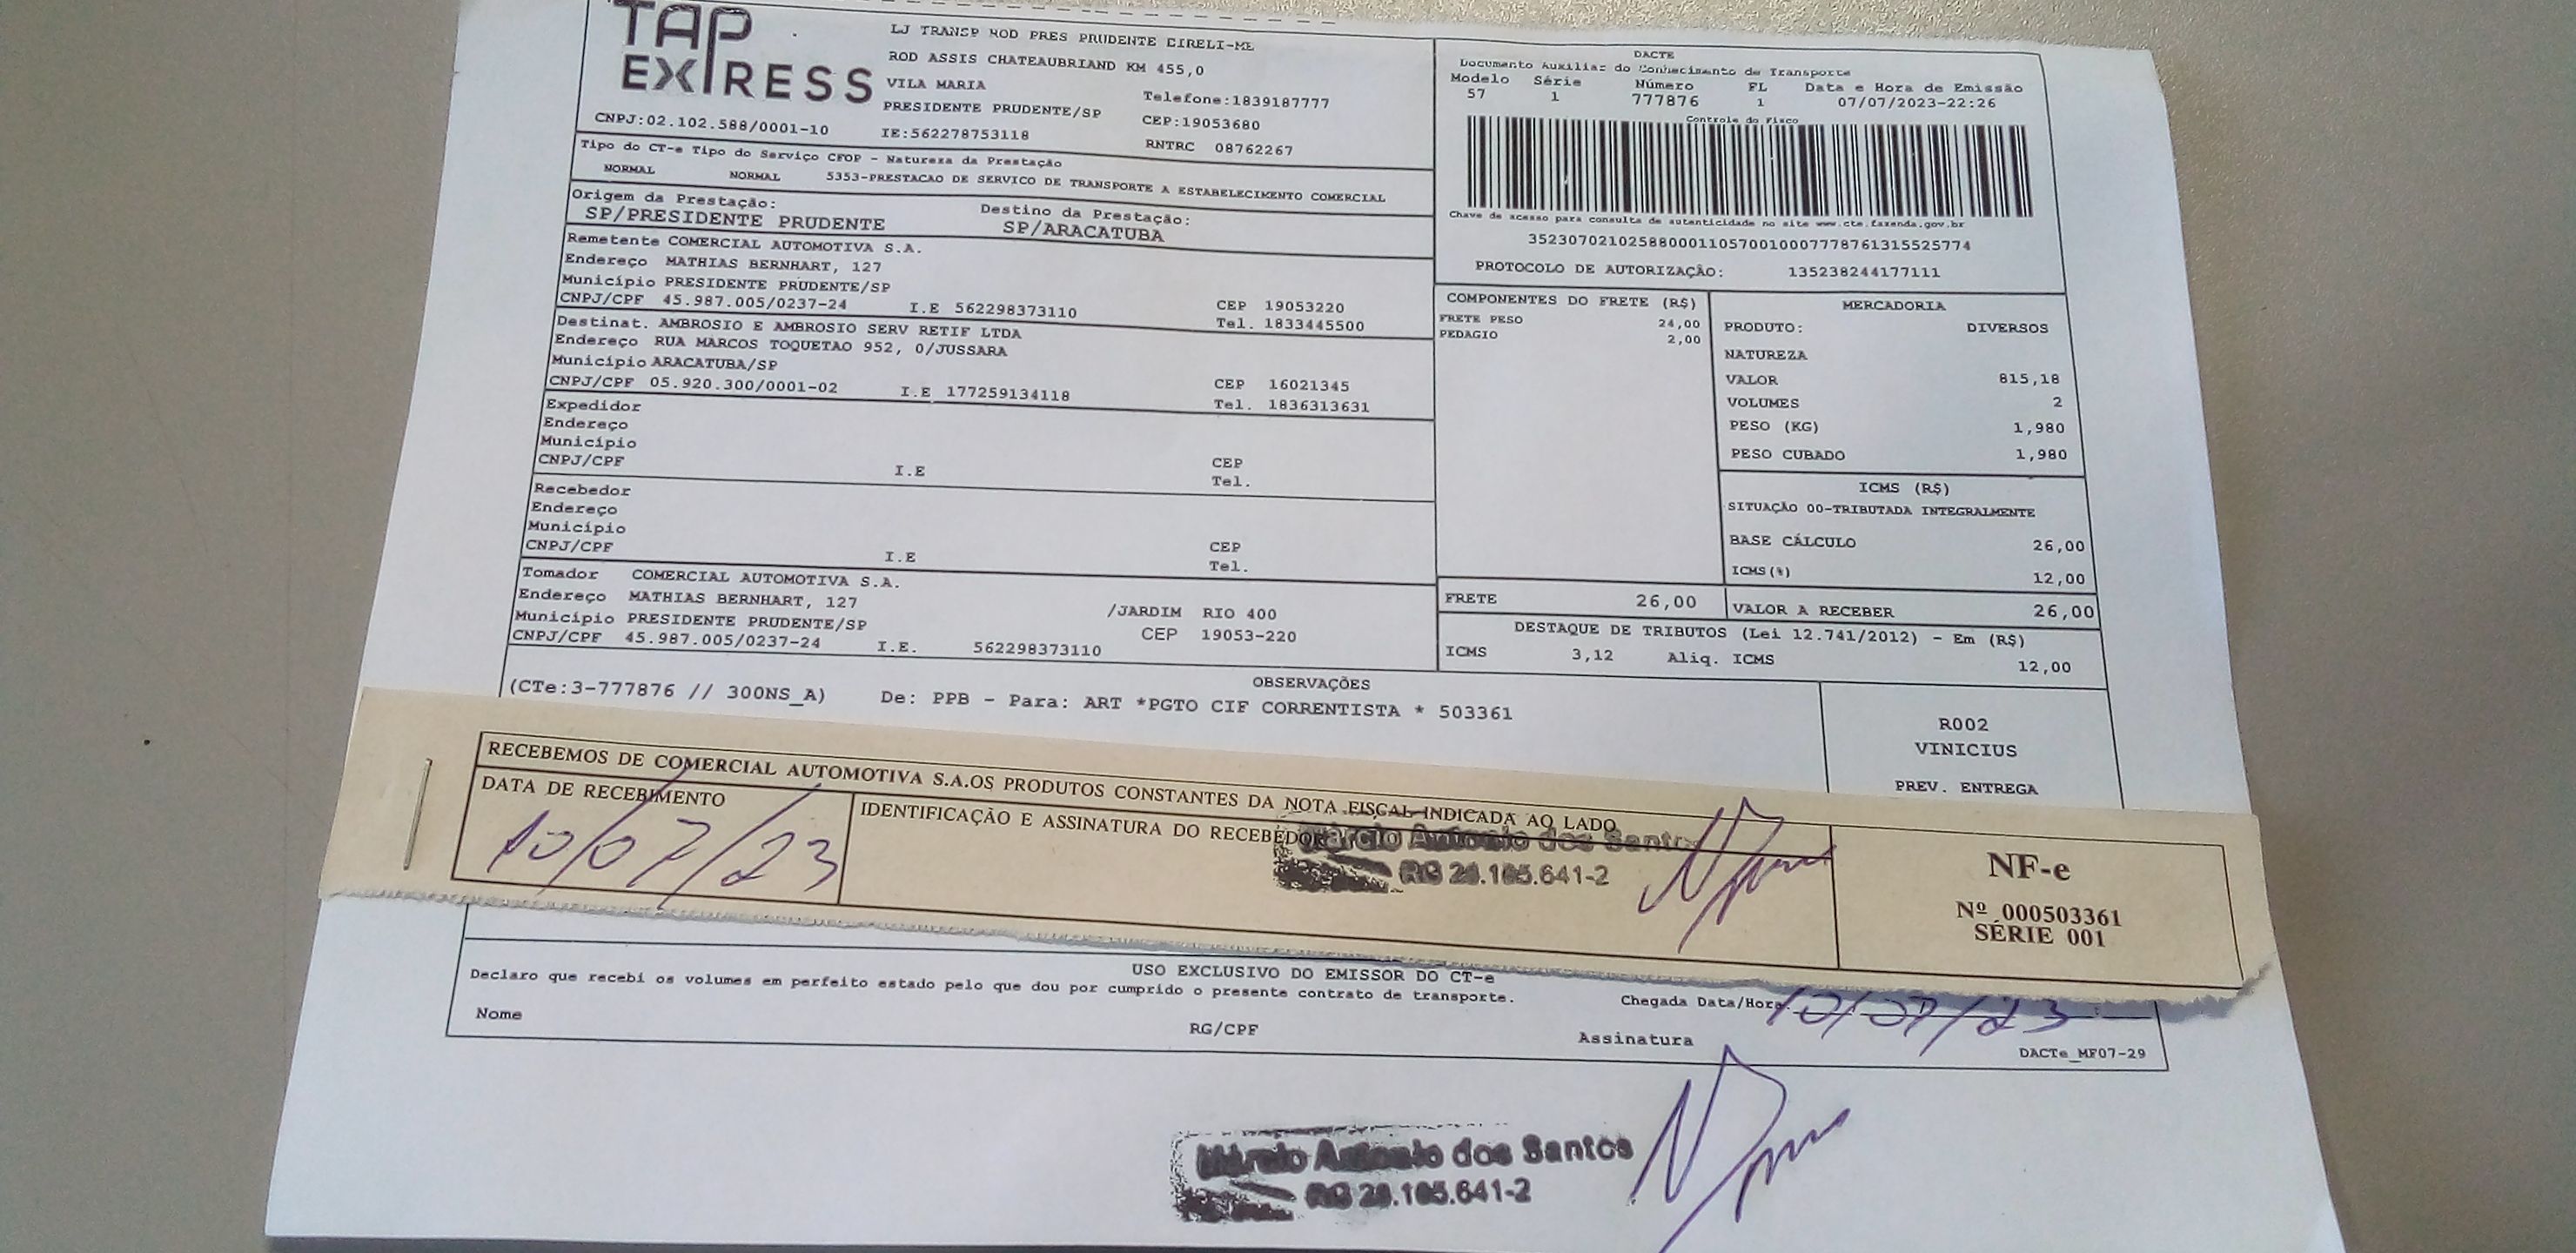 TAP EXPRESS
LJ TRANSP ROD PRES PRUDENTE EIRELI-ME
ROD ASSIS CHATEAUBRIAND KM 455,0
VILA MARIA
Telefone:1839187777
PRESIDENTE PRUDENTE/SP
CEP:19053680
CNPJ:02.102.588/0001-10
IE:562278753118
RNTRC 08762267
DACTE
Documento Auxiliar do Conhecimento de Transporte
Modelo Série Número FL Data e Hora de Emissão
57 1 777876 1 07/07/2023-22:26
Controle do Fisco
Chave de acesso para consulta de autenticidade no site www.cte.fazenda.gov.br
35230702102588000110570010007778761315525774
PROTOCOLO DE AUTORIZAÇÃO: 135238244177111
Tipo do CT-e Tipo do Serviço CFOP - Natureza da Prestação
NORMAL NORMAL 5353-PRESTACAO DE SERVICO DE TRANSPORTE A ESTABELECIMENTO COMERCIAL
Origem da Prestação: Destino da Prestação:
SP/PRESIDENTE PRUDENTE SP/ARACATUBA
Remetente COMERCIAL AUTOMOTIVA S.A.
Endereço MATHIAS BERNHART, 127
Município PRESIDENTE PRUDENTE/SP CEP 19053220
CNPJ/CPF 45.987.005/0237-24 I.E 562298373110 Tel. 1833445500
Destinat. AMBROSIO E AMBROSIO SERV RETIF LTDA
Endereço RUA MARCOS TOQUETAO 952, 0/JUSSARA
Município ARACATUBA/SP CEP 16021345
CNPJ/CPF 05.920.300/0001-02 I.E 177259134118 Tel. 1836313631
Expedidor
Endereço
Município CEP
CNPJ/CPF I.E Tel.
Recebedor
Endereço
Município CEP
CNPJ/CPF I.E Tel.
Tomador COMERCIAL AUTOMOTIVA S.A.
Endereço MATHIAS BERNHART, 127 /JARDIM RIO 400
Município PRESIDENTE PRUDENTE/SP CEP 19053-220
CNPJ/CPF 45.987.005/0237-24 I.E. 562298373110
COMPONENTES DO FRETE (R$)
FRETE PESO 24,00
PEDAGIO 2,00
MERCADORIA
PRODUTO: DIVERSOS
NATUREZA
VALOR 815,18
VOLUMES 2
PESO (KG) 1,980
PESO CUBADO 1,980
ICMS (R$)
SITUAÇÃO 00-TRIBUTADA INTEGRALMENTE
BASE CÁLCULO 26,00
ICMS(%) 12,00
FRETE 26,00 VALOR A RECEBER 26,00
DESTAQUE DE TRIBUTOS (Lei 12.741/2012) - Em (R$)
ICMS 3,12 Aliq. ICMS 12,00
OBSERVAÇÕES
(CTe:3-777876 // 300NS_A) De: PPB - Para: ART *PGTO CIF CORRENTISTA * 503361
R002
VINICIUS
PREV. ENTREGA
RECEBEMOS DE COMERCIAL AUTOMOTIVA S.A.OS PRODUTOS CONSTANTES DA NOTA FISCAL INDICADA AO LADO
DATA DE RECEBIMENTO
10/07/23
IDENTIFICAÇÃO E ASSINATURA DO RECEBEDOR
Márcio Antonio dos Santos
RG 28.105.641-2
NF-e
Nº 000503361
SÉRIE 001
USO EXCLUSIVO DO EMISSOR DO CT-e
Declaro que recebi os volumes em perfeito estado pelo que dou por cumprido o presente contrato de transporte.
Chegada Data/Hora 10/07/23
Nome RG/CPF Assinatura
DACTe_MF07-29
Márcio Antonio dos Santos
RG 28.105.641-2